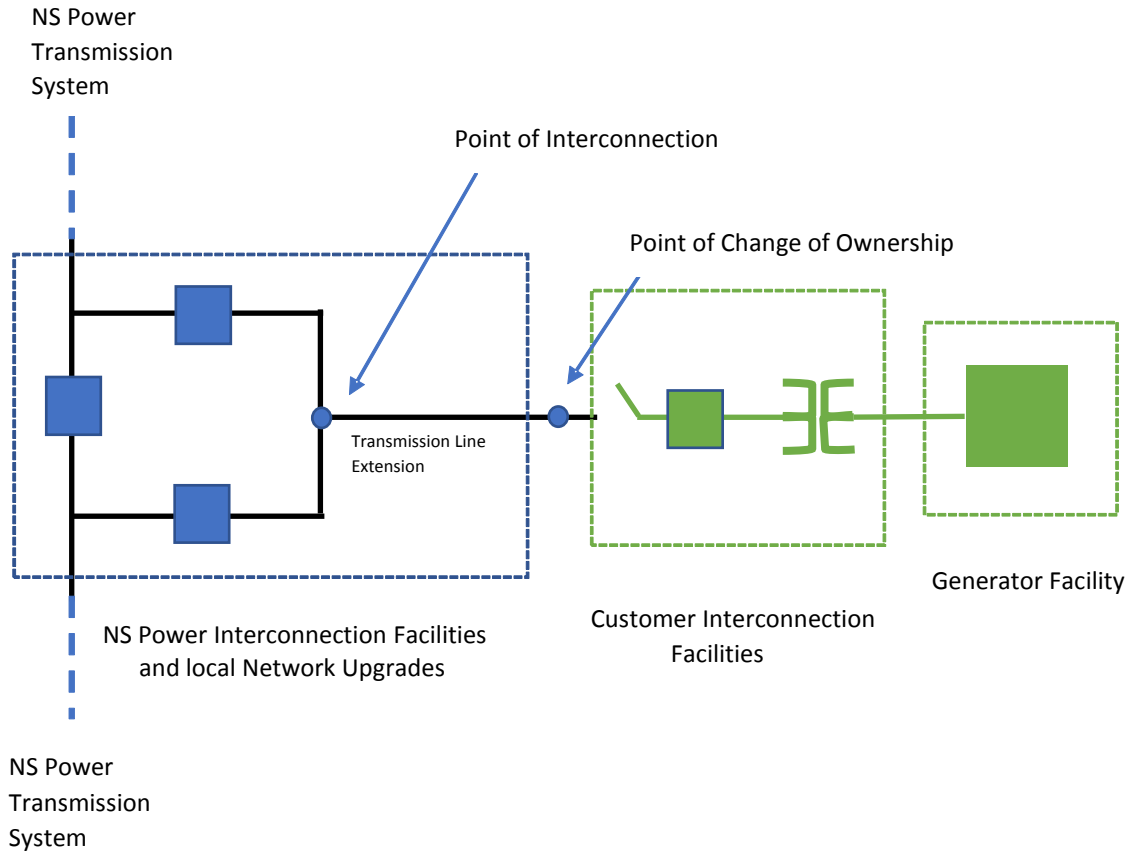 NS Power
Transmission
System
Point of Interconnection
Point of Change of Ownership
Transmission Line
Extension
Generator Facility
Customer Interconnection
Facilities
NS Power Interconnection Facilities
and local Network Upgrades
NS Power
Transmission
System